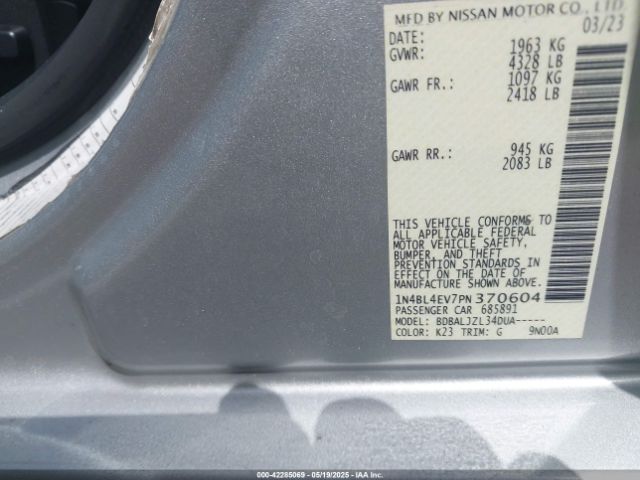 MFD BY NISSAN MOTOR CO., LTD.
DATE: 03/23
GVWR: 1963 KG
4328 LB
GAWR FR.: 1097 KG
2418 LB
GAWR RR.: 945 KG
2083 LB
THIS VEHICLE CONFORMS TO
ALL APPLICABLE FEDERAL
MOTOR VEHICLE SAFETY,
BUMPER, AND THEFT
PREVENTION STANDARDS IN
EFFECT ON THE DATE OF
MANUFACTURE SHOWN ABOVE.
1N4BL4EV7PN370604
PASSENGER CAR 685891
MODEL: BDBALJZL34DUA-----
COLOR: K23 TRIM: G 9N00A
000-42285069 | 05/19/2025 | IAA Inc.